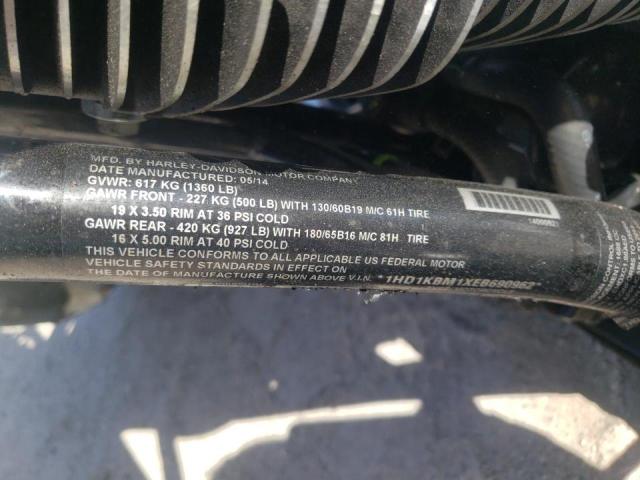 MFD. BY HARLEY-DAVIDSON MOTOR COMPANY
DATE MANUFACTURED: 05/14
GVWR: 617 KG (1360 LB)
GAWR FRONT - 227 KG (500 LB) WITH 130/60B19 M/C 61H TIRE
19 X 3.50 RIM AT 36 PSI COLD
GAWR REAR - 420 KG (927 LB) WITH 180/65B16 M/C 81H TIRE
16 X 5.00 RIM AT 40 PSI COLD
THIS VEHICLE CONFORMS TO ALL APPLICABLE US FEDERAL MOTOR
VEHICLE SAFETY STANDARDS IN EFFECT ON
THE DATE OF MANUFACTURE SHOWN ABOVE V.I.N. *1HD1KBM1XEB690962*